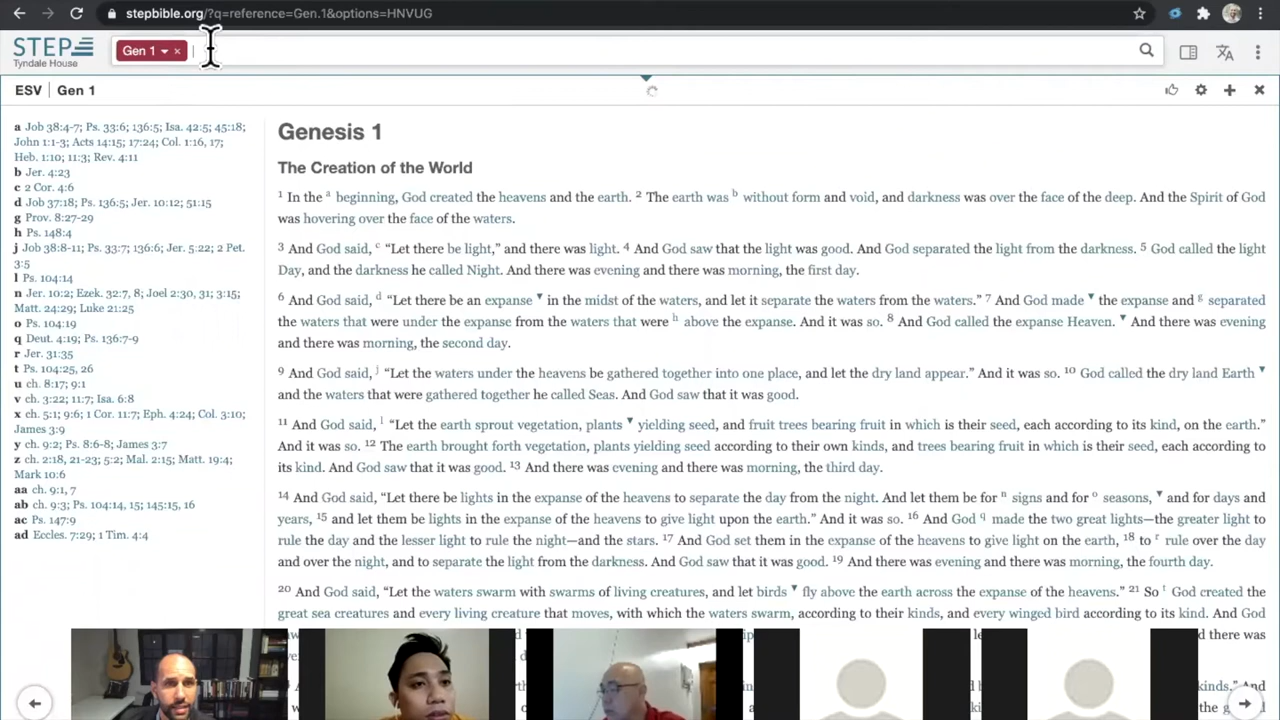 stepbible.org/?q=reference=Gen.1&options=HNVUG
STEP
Tyndale House
Gen 1 ×
ESV | Gen 1
a Job 38:4-7; Ps. 33:6; 136:5; Isa. 42:5; 45:18;
John 1:1-3; Acts 14:15; 17:24; Col. 1:16, 17;
Heb. 1:10; 11:3; Rev. 4:11
b Jer. 4:23
c 2 Cor. 4:6
d Job 37:18; Ps. 136:5; Jer. 10:12; 51:15
g Prov. 8:27-29
h Ps. 148:4
j Job 38:8-11; Ps. 33:7; 136:6; Jer. 5:22; 2 Pet.
3:5
l Ps. 104:14
n Jer. 10:2; Ezek. 32:7, 8; Joel 2:30, 31; 3:15;
Matt. 24:29; Luke 21:25
o Ps. 104:19
q Deut. 4:19; Ps. 136:7-9
r Jer. 31:35
t Ps. 104:25, 26
u ch. 8:17; 9:1
v ch. 3:22; 11:7; Isa. 6:8
x ch. 5:1; 9:6; 1 Cor. 11:7; Eph. 4:24; Col. 3:10;
James 3:9
y ch. 9:2; Ps. 8:6-8; James 3:7
z ch. 2:18, 21-23; 5:2; Mal. 2:15; Matt. 19:4;
Mark 10:6
aa ch. 9:1, 7
ab ch. 9:3; Ps. 104:14, 15; 145:15, 16
ac Ps. 147:9
ad Eccles. 7:29; 1 Tim. 4:4
Genesis 1
The Creation of the World
1 In the a beginning, God created the heavens and the earth. 2 The earth was b without form and void, and darkness was over the face of the deep. And the Spirit of God
was hovering over the face of the waters.
3 And God said, c “Let there be light,” and there was light. 4 And God saw that the light was good. And God separated the light from the darkness. 5 God called the light
Day, and the darkness he called Night. And there was evening and there was morning, the first day.
6 And God said, d “Let there be an expanse ▼ in the midst of the waters, and let it separate the waters from the waters.” 7 And God made ▼ the expanse and g separated
the waters that were under the expanse from the waters that were h above the expanse. And it was so. 8 And God called the expanse Heaven. ▼ And there was evening
and there was morning, the second day.
9 And God said, j “Let the waters under the heavens be gathered together into one place, and let the dry land appear.” And it was so. 10 God called the dry land Earth ▼
and the waters that were gathered together he called Seas. And God saw that it was good.
11 And God said, l “Let the earth sprout vegetation, plants ▼ yielding seed, and fruit trees bearing fruit in which is their seed, each according to its kind, on the earth.”
And it was so. 12 The earth brought forth vegetation, plants yielding seed according to their own kinds, and trees bearing fruit in which is their seed, each according to
its kind. And God saw that it was good. 13 And there was evening and there was morning, the third day.
14 And God said, “Let there be lights in the expanse of the heavens to separate the day from the night. And let them be for n signs and for o seasons, ▼ and for days and
years, 15 and let them be lights in the expanse of the heavens to give light upon the earth.” And it was so. 16 And God q made the two great lights—the greater light to
rule the day and the lesser light to rule the night—and the stars. 17 And God set them in the expanse of the heavens to give light on the earth, 18 to r rule over the day
and over the night, and to separate the light from the darkness. And God saw that it was good. 19 And there was evening and there was morning, the fourth day.
20 And God said, “Let the waters swarm with swarms of living creatures, and let birds ▼ fly above the earth across the expanse of the heavens.” 21 So t God created the
great sea creatures and every living creature that moves, with which the waters swarm, according to their kinds, and every winged bird according to its kind. And God
there was
kinds.” And